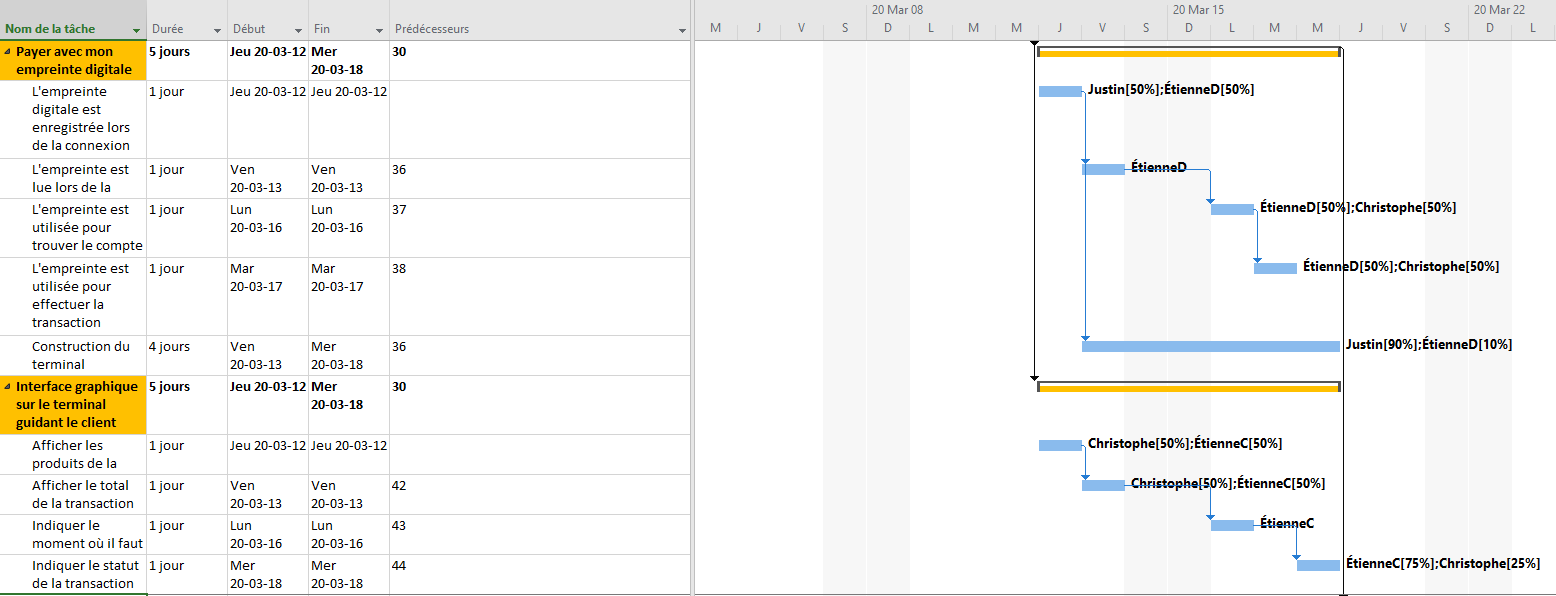 20 Mar 08 20 Mar 15 20 Mar 22
Nom de la tâche Durée Début Fin Prédécesseurs M J V S D L M M J V S D L M M J V S D L
Payer avec mon 5 jours Jeu 20-03-12 Mer 30
empreinte digitale 20-03-18
L'empreinte 1 jour Jeu 20-03-12 Jeu 20-03-12 Justin[50%];ÉtienneD[50%]
digitale est
enregistrée lors
de la connexion
L'empreinte est 1 jour Ven Ven 36 ÉtienneD
lue lors de la 20-03-13 20-03-13
L'empreinte est 1 jour Lun Lun 37 ÉtienneD[50%];Christophe[50%]
utilisée pour 20-03-16 20-03-16
trouver le compte
L'empreinte est 1 jour Mar Mar 38 ÉtienneD[50%];Christophe[50%]
utilisée pour 20-03-17 20-03-17
effectuer la
transaction
Construction du 4 jours Ven Mer 36 Justin[90%];ÉtienneD[10%]
terminal 20-03-13 20-03-18
Interface graphique 5 jours Jeu 20-03-12 Mer 30
sur le terminal 20-03-18
guidant le client
Afficher les 1 jour Jeu 20-03-12 Jeu 20-03-12 Christophe[50%];ÉtienneC[50%]
produits de la
Afficher le total 1 jour Ven Ven 42 Christophe[50%];ÉtienneC[50%]
de la transaction 20-03-13 20-03-13
Indiquer le 1 jour Lun Lun 43 ÉtienneC
moment où il faut 20-03-16 20-03-16
Indiquer le statut 1 jour Mer Mer 44 ÉtienneC[75%];Christophe[25%]
de la transaction 20-03-18 20-03-18